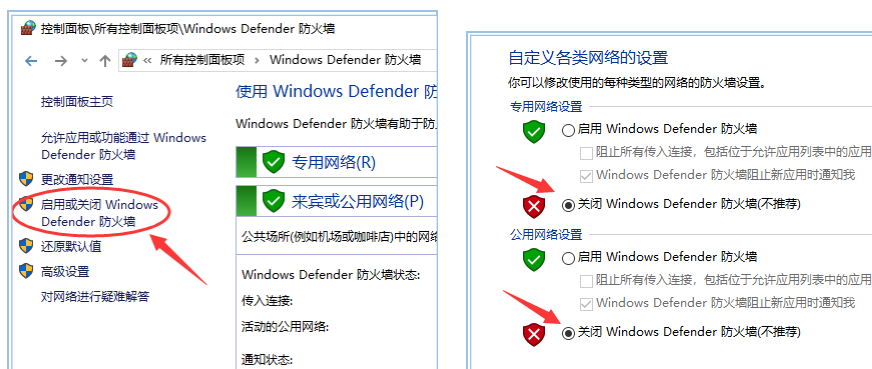 控制面板\所有控制面板项\Windows Defender 防火墙
« 所有控制面板项 › Windows Defender 防火墙
控制面板主页
允许应用或功能通过 Windows
Defender 防火墙
更改通知设置
启用或关闭 Windows
Defender 防火墙
还原默认值
高级设置
对网络进行疑难解答
使用 Windows Defender 防
Windows Defender 防火墙有助于防
专用网络(R)
来宾或公用网络(P)
公共场所(例如机场或咖啡店)中的网络
Windows Defender 防火墙状态:
传入连接:
活动的公用网络:
通知状态:
自定义各类网络的设置
你可以修改使用的每种类型的网络的防火墙设置。
专用网络设置
启用 Windows Defender 防火墙
阻止所有传入连接，包括位于允许应用列表中的应用
Windows Defender 防火墙阻止新应用时通知我
关闭 Windows Defender 防火墙(不推荐)
公用网络设置
启用 Windows Defender 防火墙
阻止所有传入连接，包括位于允许应用列表中的应用
Windows Defender 防火墙阻止新应用时通知我
关闭 Windows Defender 防火墙(不推荐)